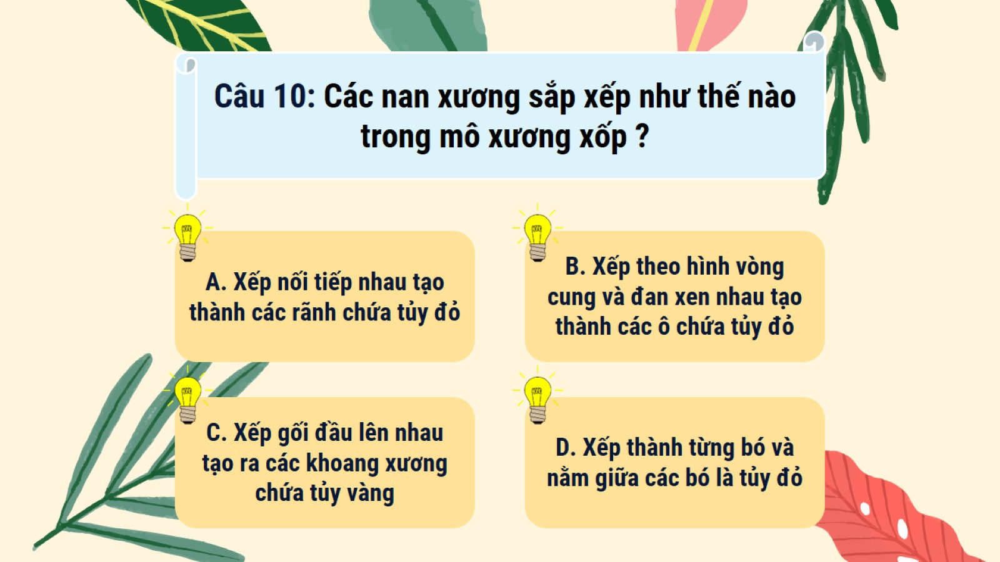 Câu 10: Các nan xương sắp xếp như thế nào
trong mô xương xốp ?
A. Xếp nối tiếp nhau tạo
thành các rãnh chứa tủy đỏ
B. Xếp theo hình vòng
cung và đan xen nhau tạo
thành các ô chứa tủy đỏ
C. Xếp gối đầu lên nhau
tạo ra các khoang xương
chứa tủy vàng
D. Xếp thành từng bó và
nằm giữa các bó là tủy đỏ